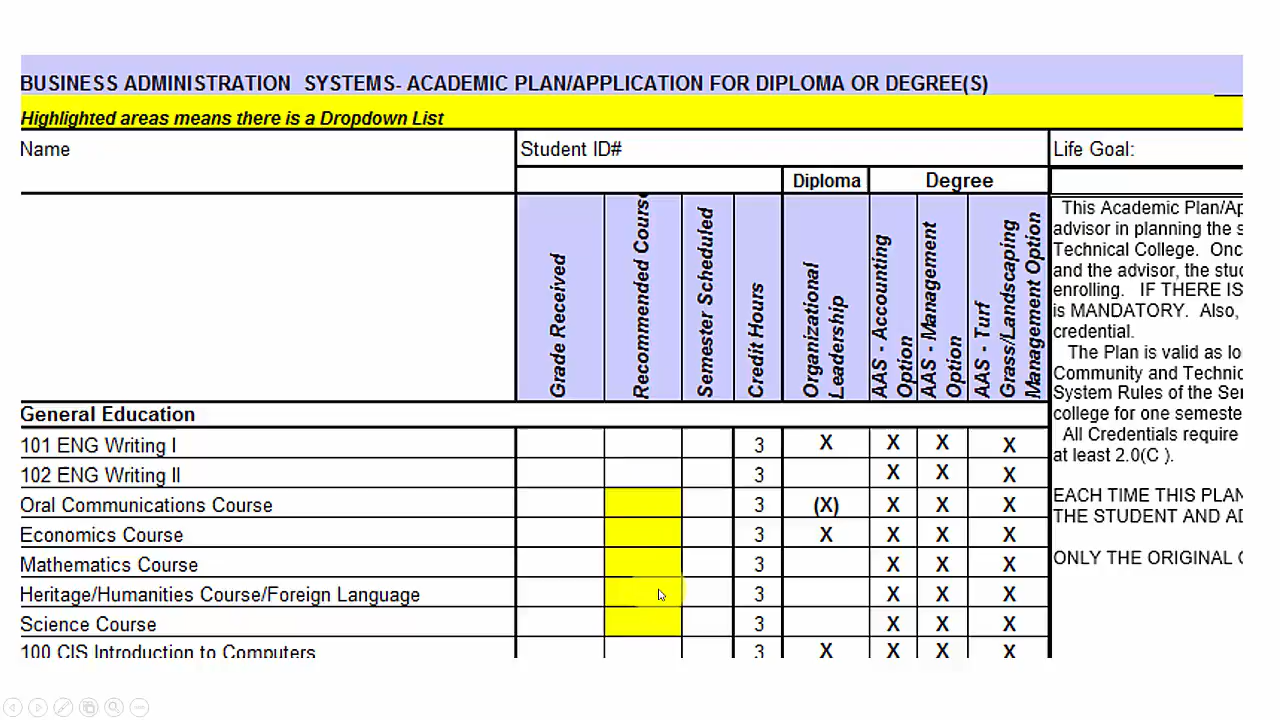 BUSINESS ADMINISTRATION SYSTEMS- ACADEMIC PLAN/APPLICATION FOR DIPLOMA OR DEGREE(S)
Highlighted areas means there is a Dropdown List
Name Student ID# Life Goal:
Diploma Degree
Grade Received
Recommended Course
Semester Scheduled
Credit Hours
Organizational
Leadership
AAS - Accounting
Option
AAS - Management
Option
AAS - Turf
Grass/Landscaping
Management Option
This Academic Plan/Ap
advisor in planning the s
Technical College. Onc
and the advisor, the stud
enrolling. IF THERE IS
is MANDATORY. Also,
credential.
The Plan is valid as lo
Community and Technic
System Rules of the Ser
college for one semeste
All Credentials require
at least 2.0(C ).
EACH TIME THIS PLAN
THE STUDENT AND AD
ONLY THE ORIGINAL C
General Education
101 ENG Writing I 3 X X X X
102 ENG Writing II 3 X X X
Oral Communications Course 3 (X) X X X
Economics Course 3 X X X X
Mathematics Course 3 X X X
Heritage/Humanities Course/Foreign Language 3 X X X
Science Course 3 X X X
100 CIS Introduction to Computers 3 X X X X